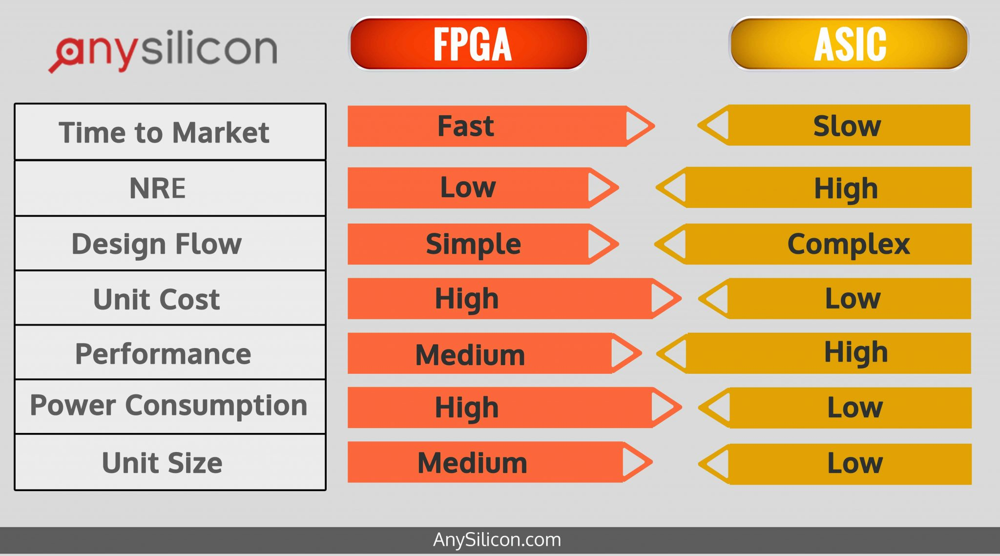 anysilicon FPGA ASIC
Time to Market Fast Slow
NRE Low High
Design Flow Simple Complex
Unit Cost High Low
Performance Medium High
Power Consumption High Low
Unit Size Medium Low
AnySilicon.com